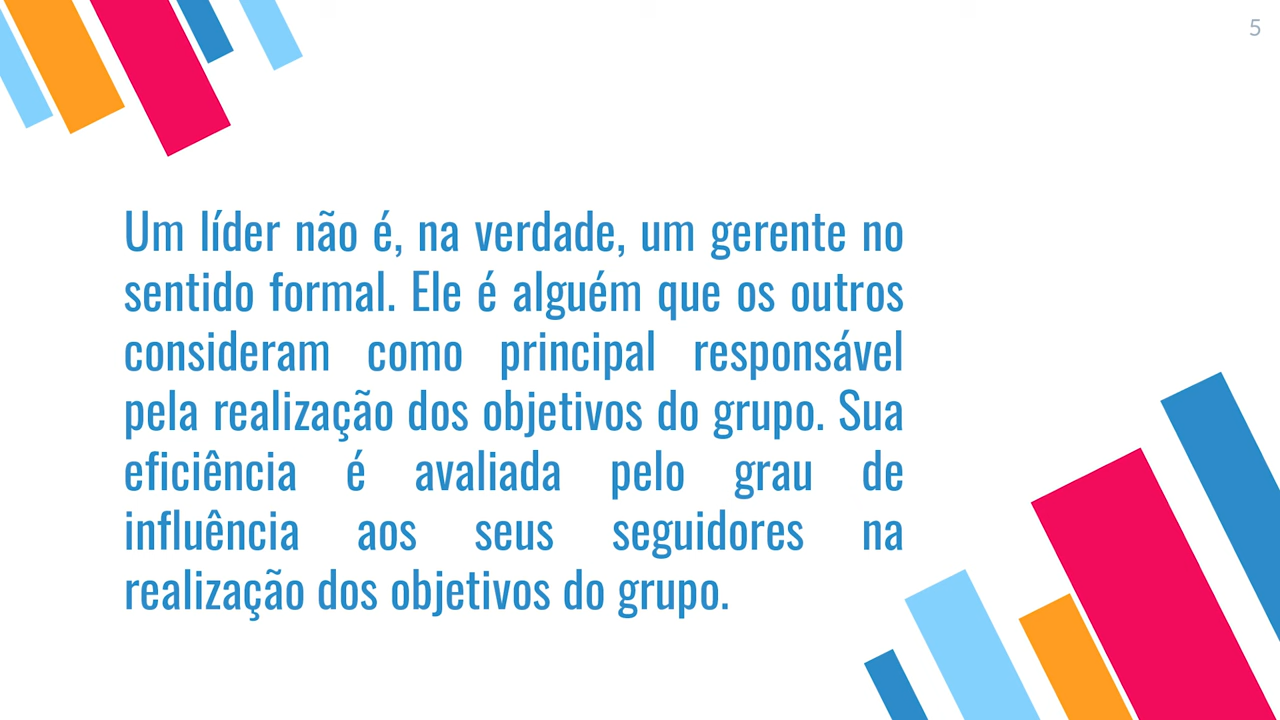 5
Um líder não é, na verdade, um gerente no
sentido formal. Ele é alguém que os outros
consideram como principal responsável
pela realização dos objetivos do grupo. Sua
eficiência é avaliada pelo grau de
influência aos seus seguidores na
realização dos objetivos do grupo.